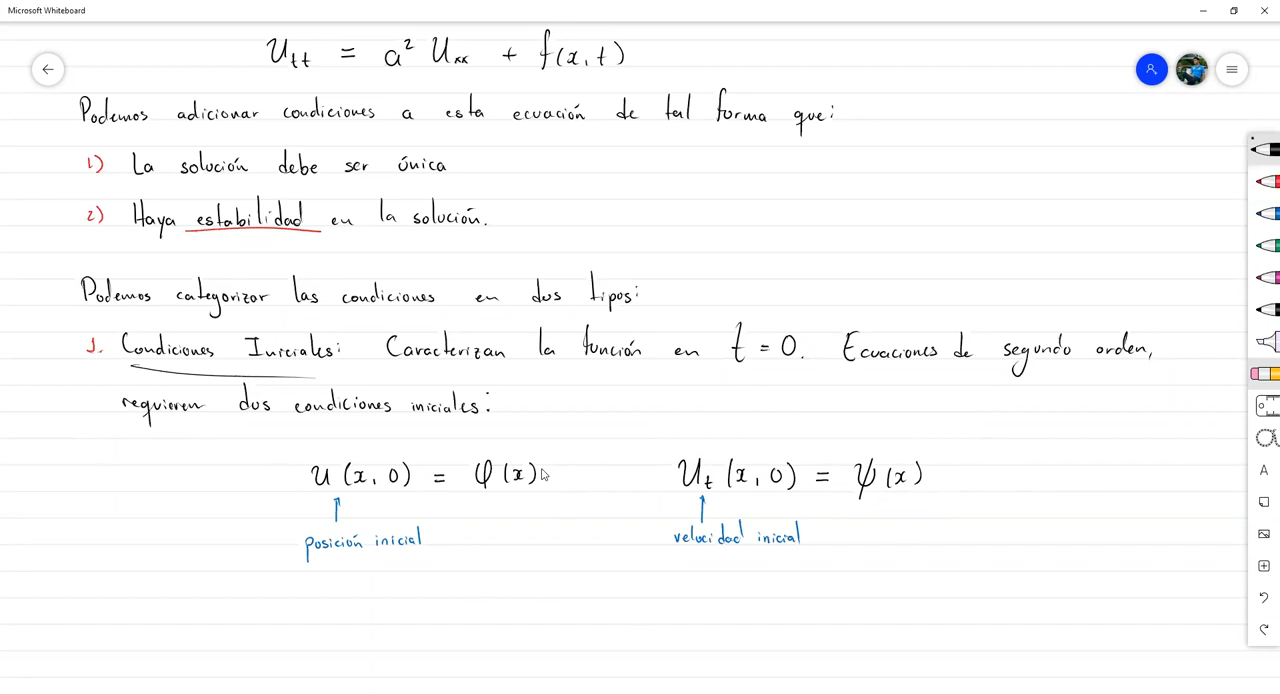 Microsoft Whiteboard
U_tt = a² U_xx + f(x,t)
Podemos adicionar condiciones a esta ecuación de tal forma que:
1) La solución debe ser única
2) Haya estabilidad en la solución.
Podemos categorizar las condiciones en dos tipos:
1. Condiciones Iniciales: Caracterizan la función en t = 0. Ecuaciones de segundo orden,
requieren dos condiciones iniciales:
u(x,0) = φ(x) U_t(x,0) = ψ(x)
posición inicial velocidad inicial
A